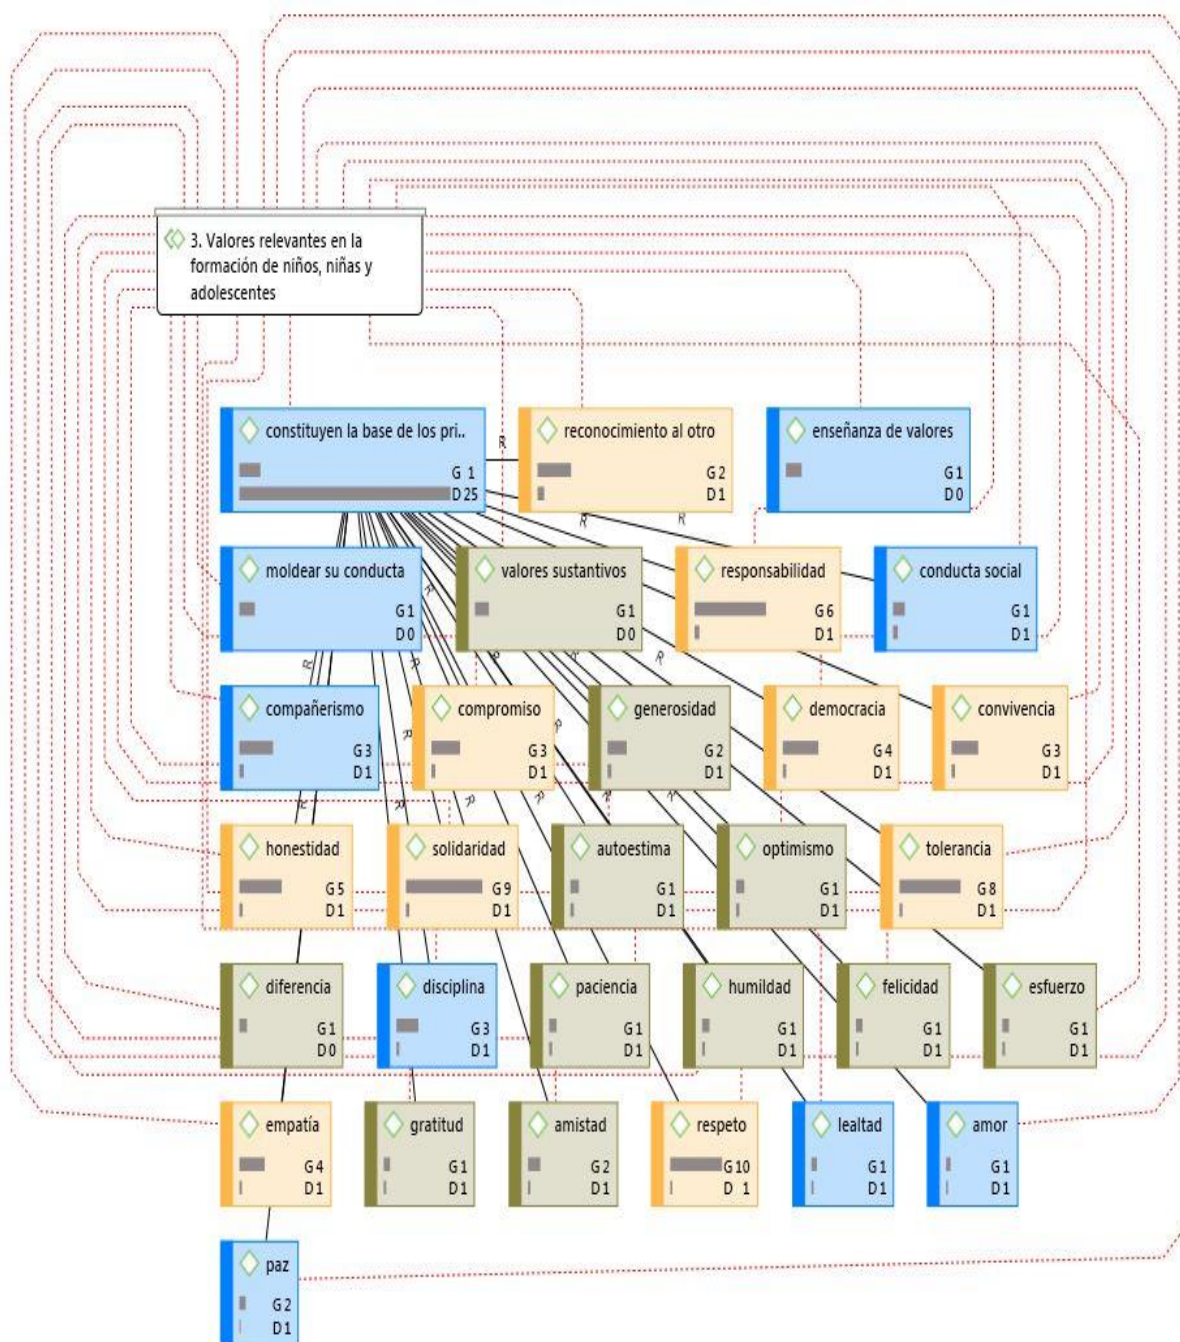 3. Valores relevantes en la
formación de niños, niñas y
adolescentes
constituyen la base de los pri..
G 1
D 25
R
reconocimiento al otro
G 2
D 1
enseñanza de valores
G 1
D 0
R
R
moldear su conducta
G 1
D 0
valores sustantivos
G 1
D 0
responsabilidad
G 6
D 1
conducta social
G 1
D 1
R
R
R
R
R
R
compañerismo
G 3
D 1
compromiso
G 3
D 1
generosidad
G 2
D 1
democracia
G 4
D 1
convivencia
G 3
D 1
R
R
R
R
R
R
R
R
honestidad
G 5
D 1
solidaridad
G 9
D 1
autoestima
G 1
D 1
optimismo
G 1
D 1
tolerancia
G 8
D 1
diferencia
G 1
D 0
disciplina
G 3
D 1
paciencia
G 1
D 1
humildad
G 1
D 1
felicidad
G 1
D 1
esfuerzo
G 1
D 1
empatía
G 4
D 1
gratitud
G 1
D 1
amistad
G 2
D 1
respeto
G 10
D 1
lealtad
G 1
D 1
amor
G 1
D 1
paz
G 2
D 1